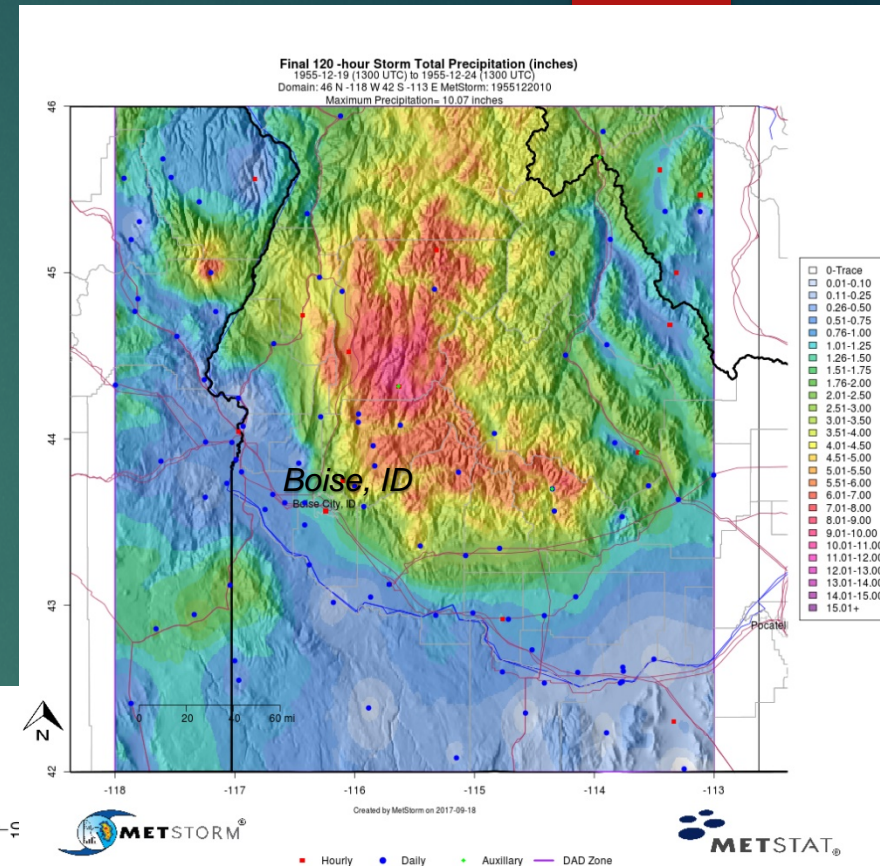 Final 120 -hour Storm Total Precipitation (inches)
1955-12-19 (1300 UTC) to 1955-12-24 (1300 UTC)
Domain: 46 N -118 W 42 S -113 E MetStorm: 1955122010
Maximum Precipitation= 10.07 inches
46
45
44
43
42
Boise, ID
Boise City, ID
Pocatell
0 20 40 60 mi
N
-118 -117 -116 -115 -114 -113
0-Trace
0.01-0.10
0.11-0.25
0.26-0.50
0.51-0.75
0.76-1.00
1.01-1.25
1.26-1.50
1.51-1.75
1.76-2.00
2.01-2.50
2.51-3.00
3.01-3.50
3.51-4.00
4.01-4.50
4.51-5.00
5.01-5.50
5.51-6.00
6.01-7.00
7.01-8.00
8.01-9.00
9.01-10.00
10.01-11.00
11.01-12.00
12.01-13.00
13.01-14.00
14.01-15.00
15.01+
Created by MetStorm on 2017-09-18
10
METSTORM®
METSTAT®
Hourly Daily Auxillary DAD Zone